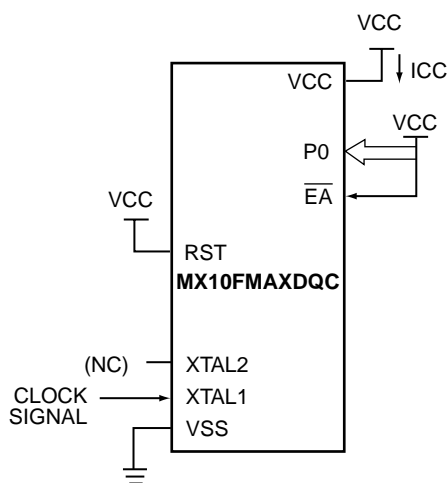 VCC
VCC
ICC
VCC
P0
EA
VCC
RST
MX10FMAXDQC
(NC)
XTAL2
CLOCK
SIGNAL
XTAL1
VSS